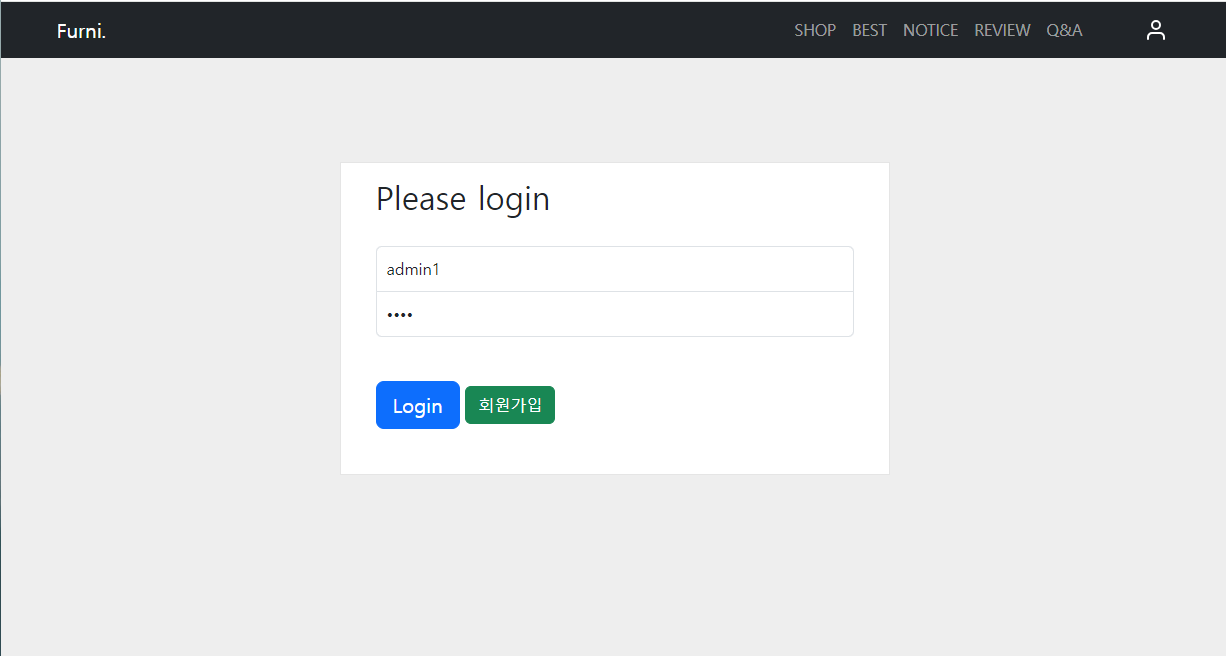 Furni. SHOP BEST NOTICE REVIEW Q&A
Please login
admin1
••••
Login 회원가입